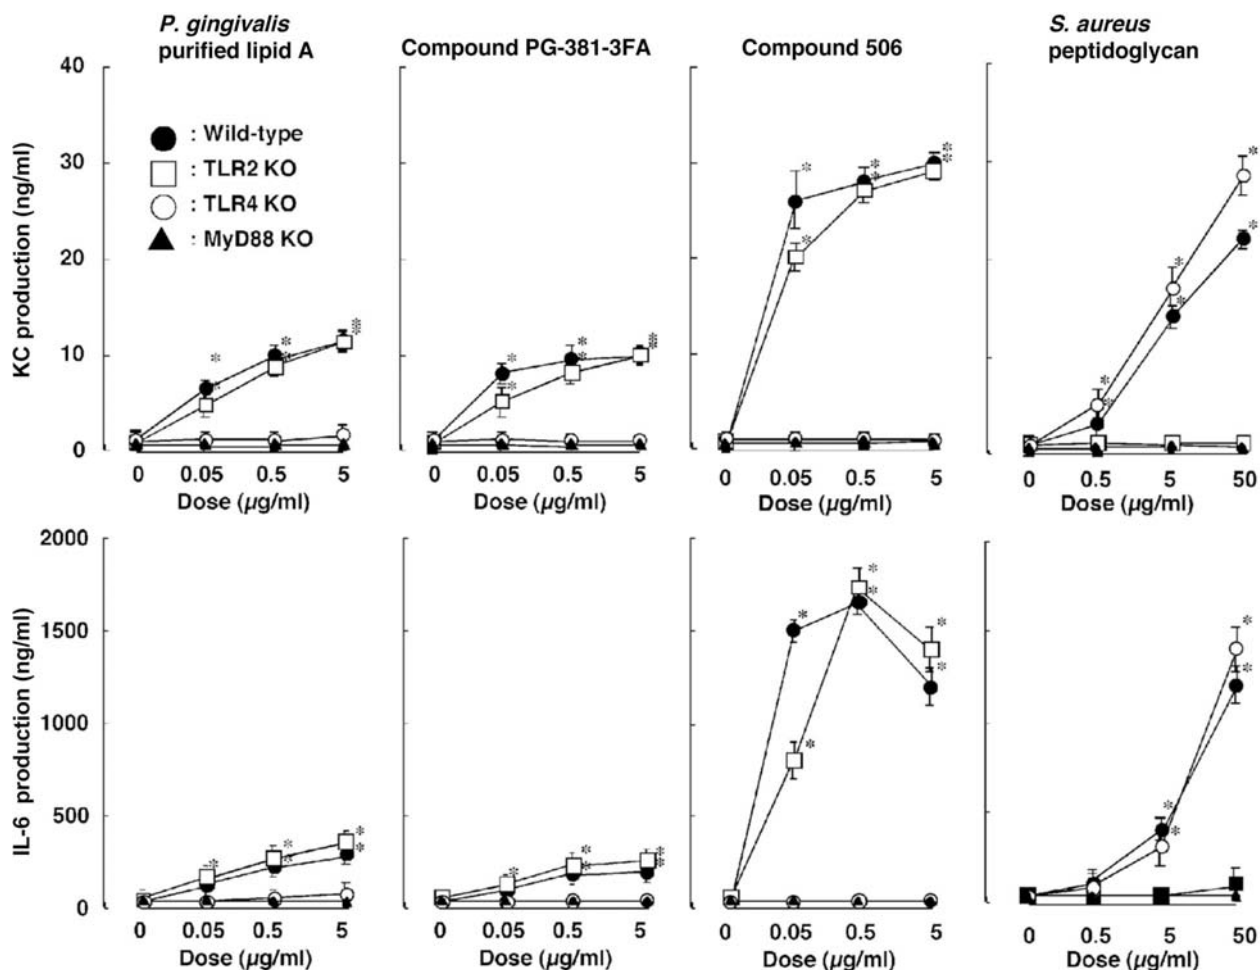 P. gingivalis
purified lipid A
Compound PG-381-3FA
Compound 506
S. aureus
peptidoglycan
KC production (ng/ml)
40
30
20
10
0
: Wild-type
: TLR2 KO
: TLR4 KO
: MyD88 KO
0 0.05 0.5 5
Dose (µg/ml)
0 0.05 0.5 5
Dose (µg/ml)
0 0.05 0.5 5
Dose (µg/ml)
0 0.5 5 50
Dose (µg/ml)
IL-6 production (ng/ml)
2000
1500
1000
500
0
0 0.05 0.5 5
Dose (µg/ml)
0 0.05 0.5 5
Dose (µg/ml)
0 0.05 0.5 5
Dose (µg/ml)
0 0.5 5 50
Dose (µg/ml)